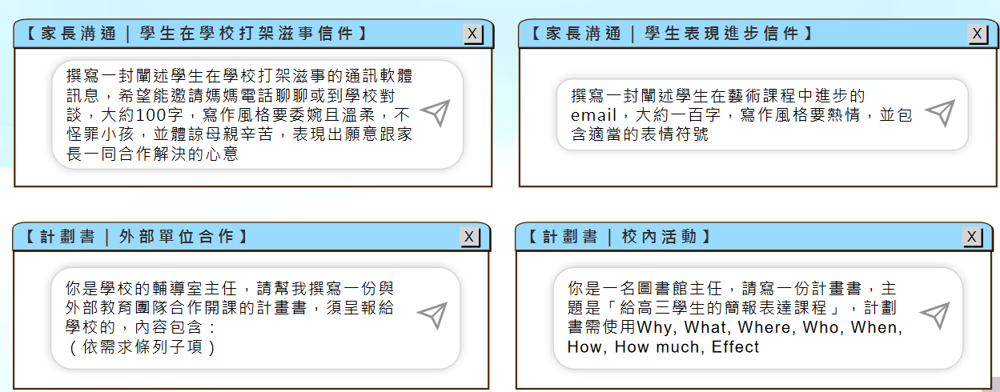 【家長溝通｜學生在學校打架滋事信件】
X
撰寫一封闡述學生在學校打架滋事的通訊軟體
訊息，希望能邀請媽媽電話聊聊或到學校對
談，大約100字，寫作風格要委婉且溫柔，不
怪罪小孩，並體諒母親辛苦，表現出願意跟家
長一同合作解決的心意
【家長溝通｜學生表現進步信件】
X
撰寫一封闡述學生在藝術課程中進步的
email，大約一百字，寫作風格要熱情，並包
含適當的表情符號
【計劃書｜外部單位合作】
X
你是學校的輔導室主任，請幫我撰寫一份與
外部教育團隊合作開課的計畫書，須呈報給
學校的，內容包含：
（依需求條列子項）
【計劃書｜校內活動】
X
你是一名圖書館主任，請寫一份計畫書，主
題是「給高三學生的簡報表達課程」，計劃
書需使用Why, What, Where, Who, When,
How, How much, Effect